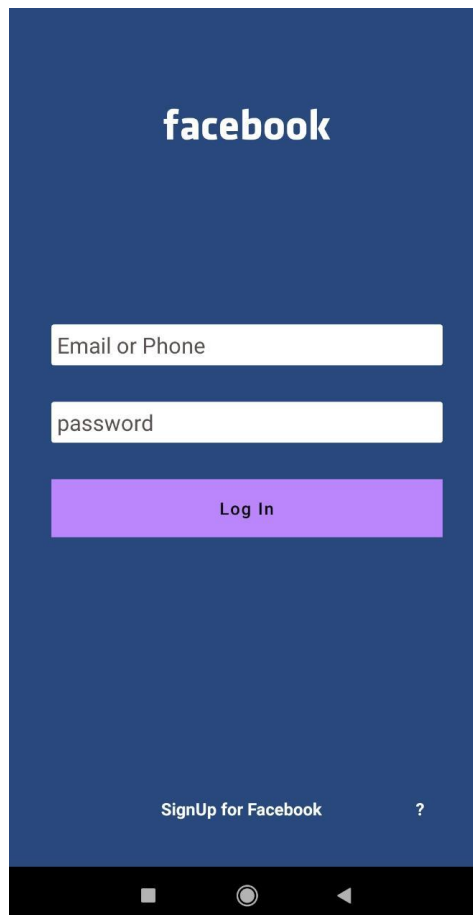 facebook
Email or Phone
password
Log In
SignUp for Facebook ?